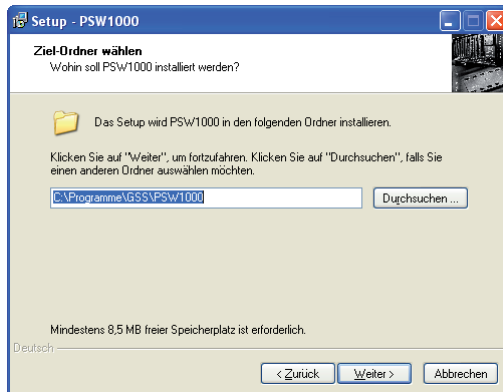 Setup - PSW1000
Ziel-Ordner wählen
Wohin soll PSW1000 installiert werden?
Das Setup wird PSW1000 in den folgenden Ordner installieren.
Klicken Sie auf "Weiter", um fortzufahren. Klicken Sie auf "Durchsuchen", falls Sie
einen anderen Ordner auswählen möchten.
C:\Programme\GSS\PSW1000
Durchsuchen ...
Mindestens 8,5 MB freier Speicherplatz ist erforderlich.
Deutsch
< Zurück
Weiter >
Abbrechen